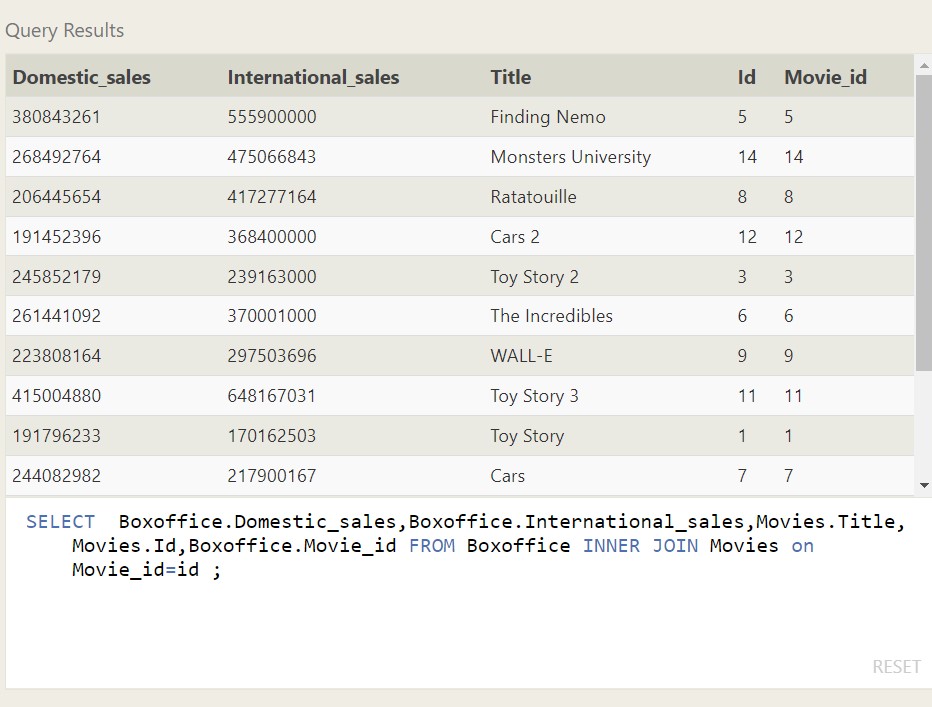 Query Results
Domestic_sales International_sales Title Id Movie_id
380843261 555900000 Finding Nemo 5 5
268492764 475066843 Monsters University 14 14
206445654 417277164 Ratatouille 8 8
191452396 368400000 Cars 2 12 12
245852179 239163000 Toy Story 2 3 3
261441092 370001000 The Incredibles 6 6
223808164 297503696 WALL-E 9 9
415004880 648167031 Toy Story 3 11 11
191796233 170162503 Toy Story 1 1
244082982 217900167 Cars 7 7
SELECT  Boxoffice.Domestic_sales,Boxoffice.International_sales,Movies.Title,
Movies.Id,Boxoffice.Movie_id FROM Boxoffice INNER JOIN Movies on
Movie_id=id ;
RESET